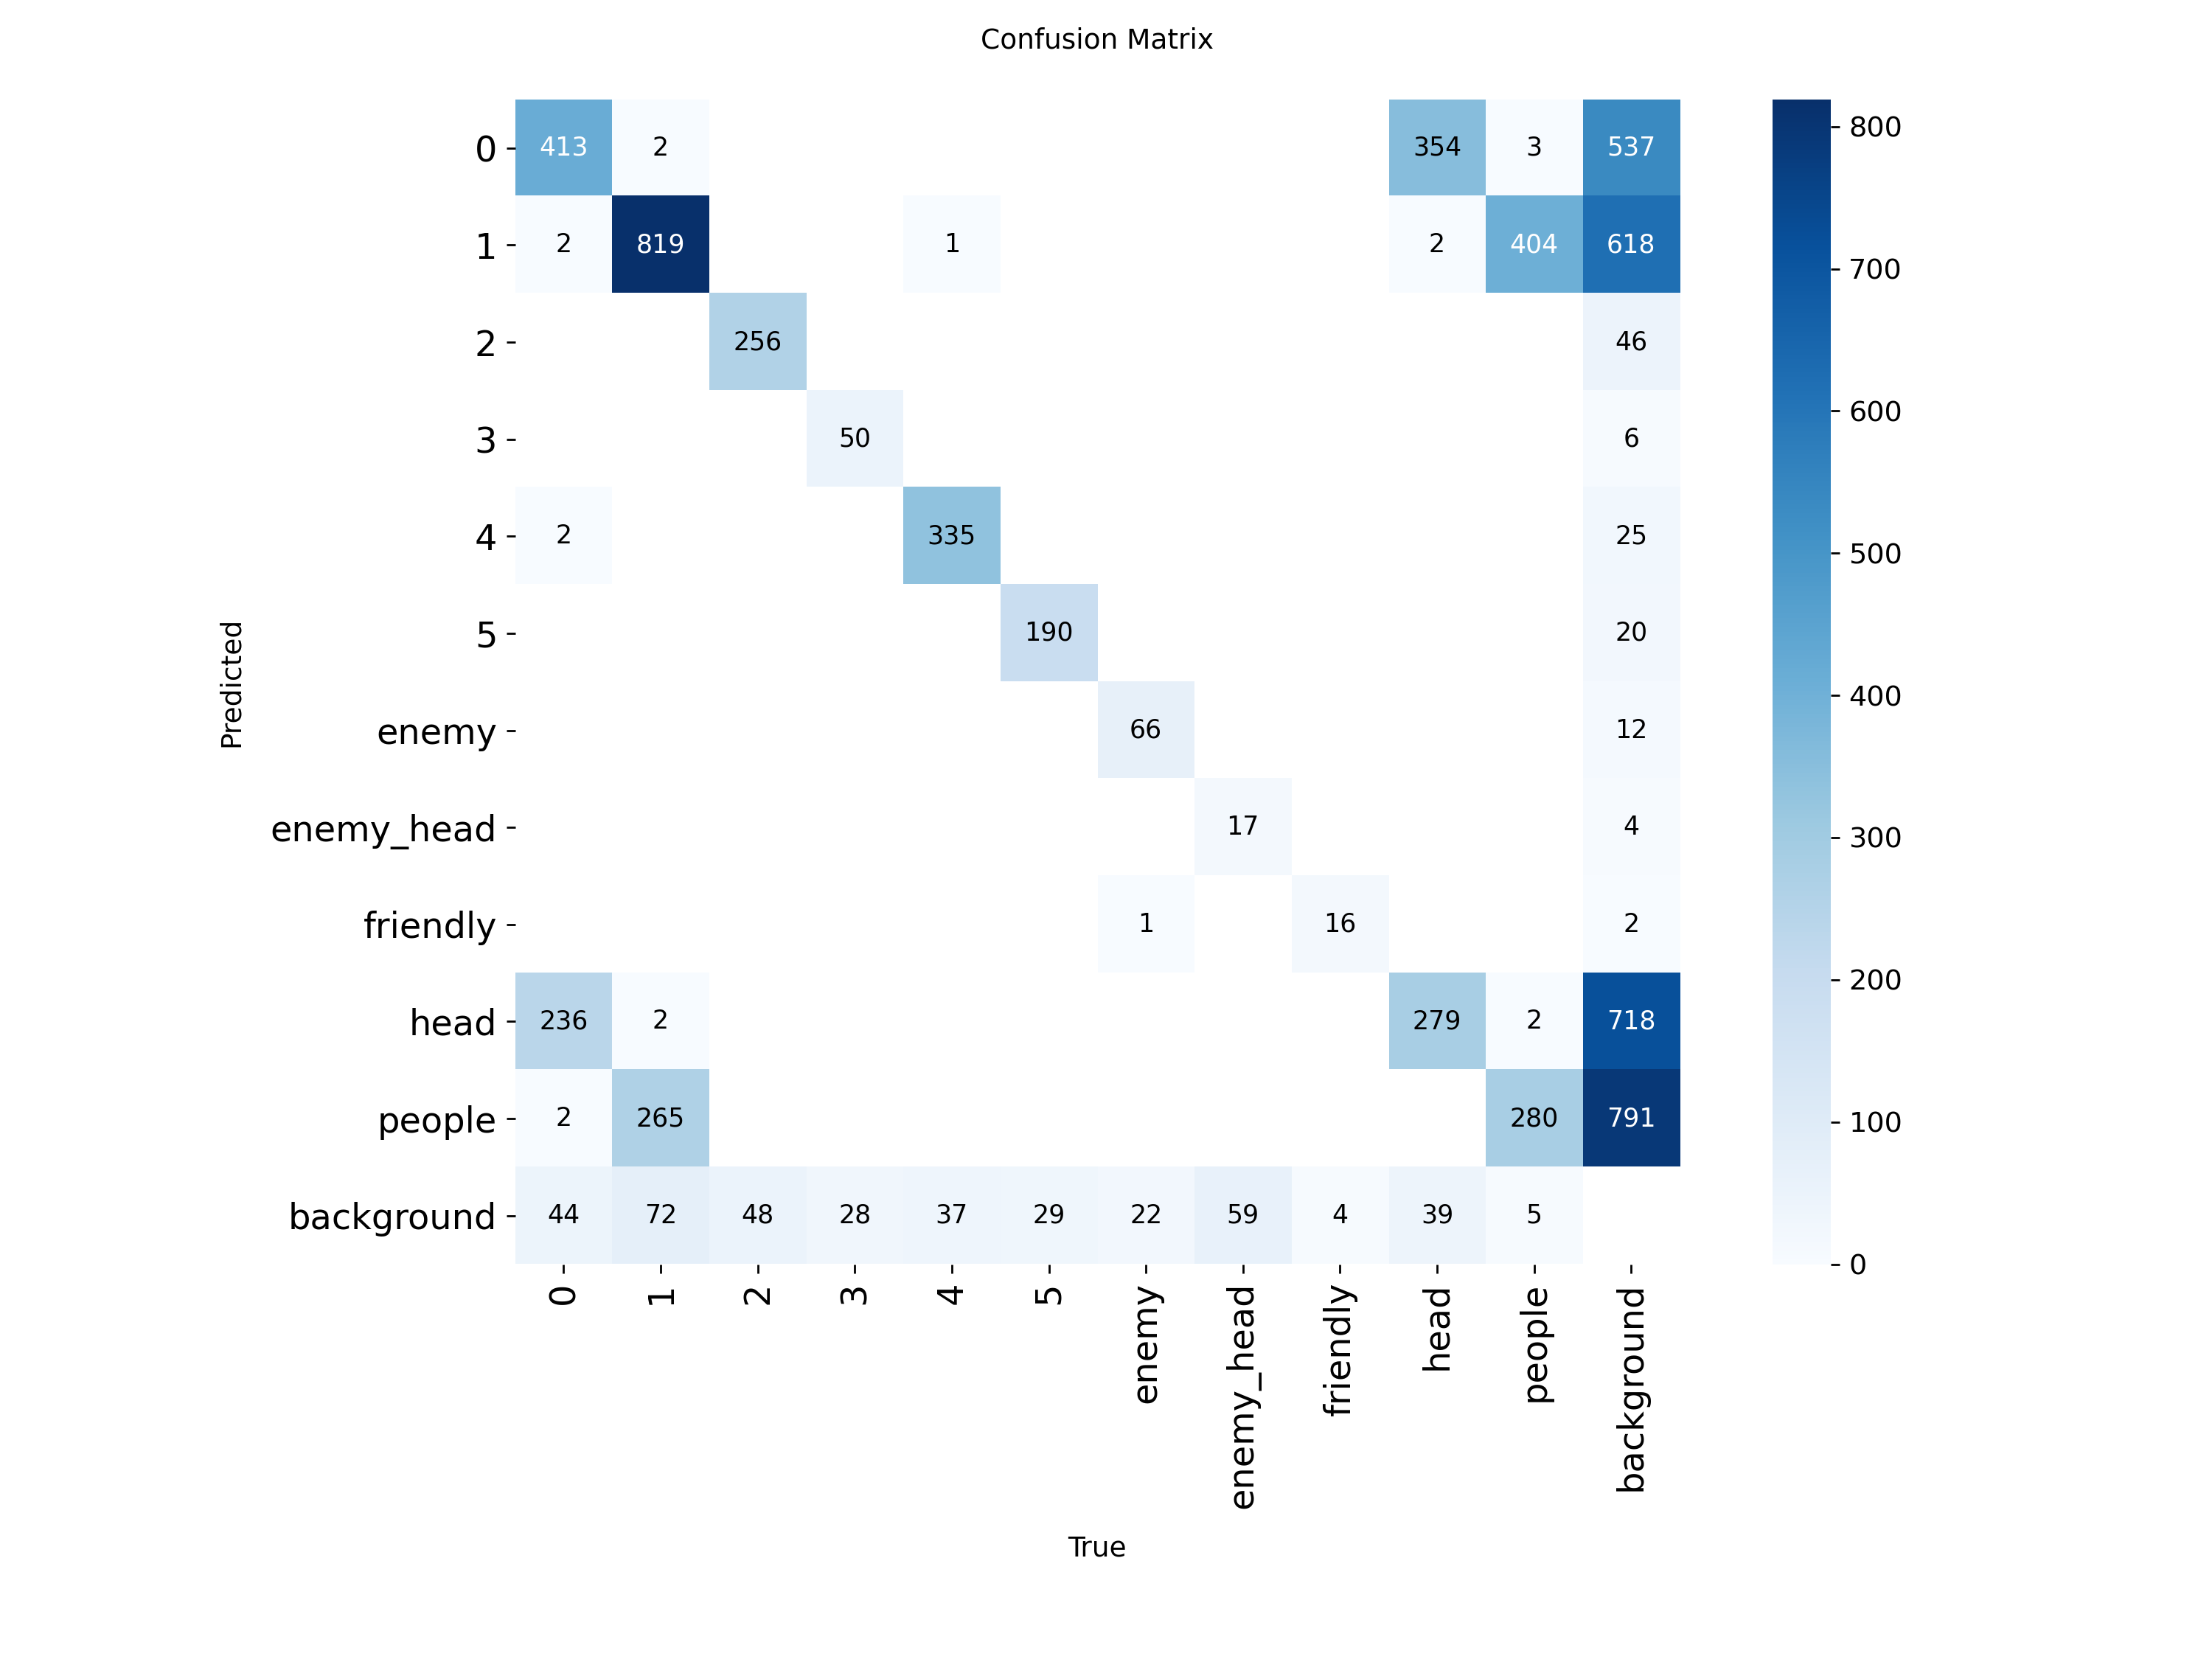 Confusion Matrix
0 413 2 354 3 537
1 2 819 1 2 404 618
2 256 46
3 50 6
4 2 335 25
5 190 20
enemy 66 12
enemy_head 17 4
friendly 1 16 2
head 236 2 279 2 718
people 2 265 280 791
background 44 72 48 28 37 29 22 59 4 39 5
0 1 2 3 4 5 enemy enemy_head friendly head people background
True
Predicted
800
700
600
500
400
300
200
100
0